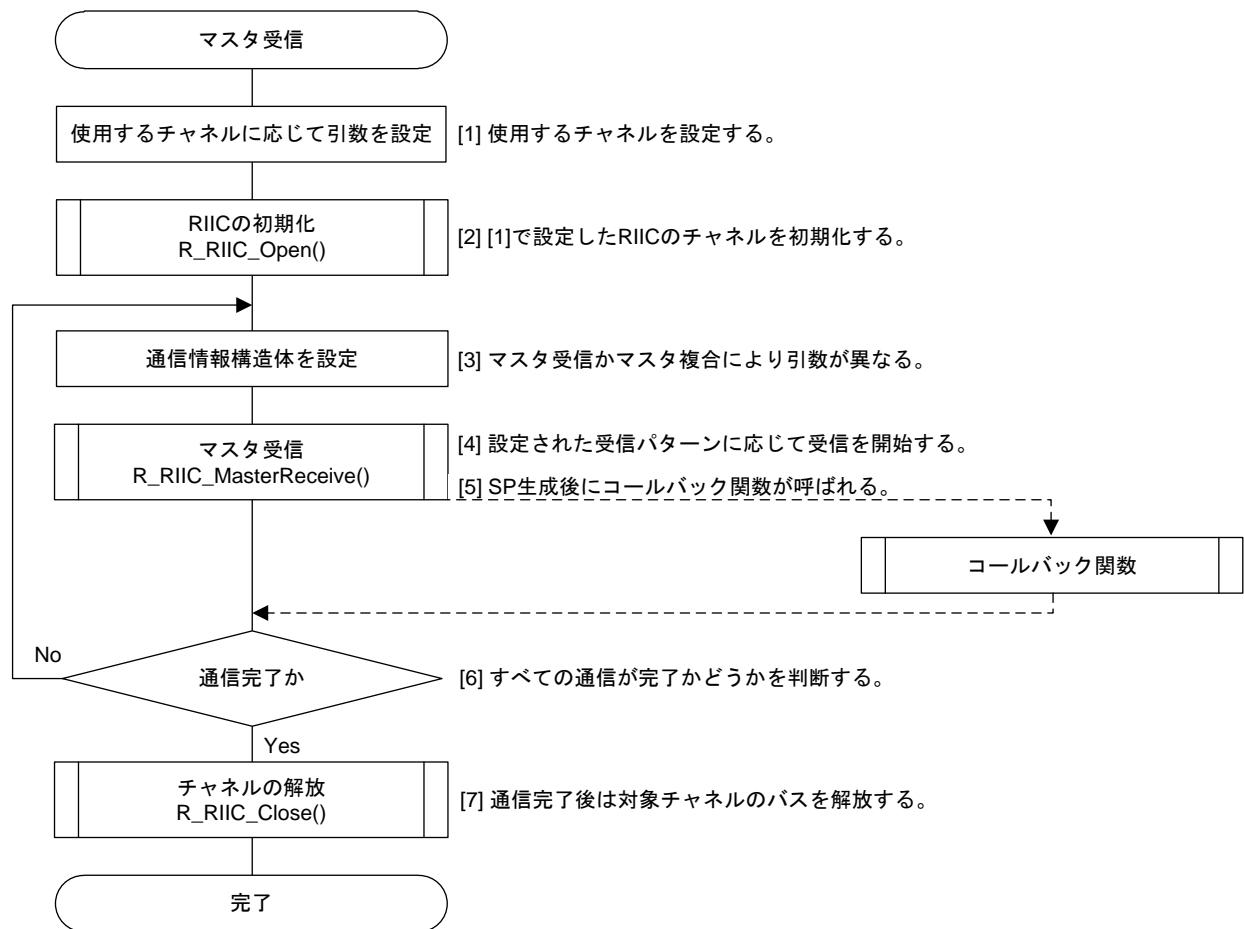 マスタ受信
使用するチャネルに応じて引数を設定
[1] 使用するチャネルを設定する。
RIICの初期化
R_RIIC_Open()
[2] [1]で設定したRIICのチャネルを初期化する。
通信情報構造体を設定
[3] マスタ受信かマスタ複合により引数が異なる。
マスタ受信
R_RIIC_MasterReceive()
[4] 設定された受信パターンに応じて受信を開始する。
[5] SP生成後にコールバック関数が呼ばれる。
コールバック関数
No
通信完了か
[6] すべての通信が完了かどうかを判断する。
Yes
チャネルの解放
R_RIIC_Close()
[7] 通信完了後は対象チャネルのバスを解放する。
完了